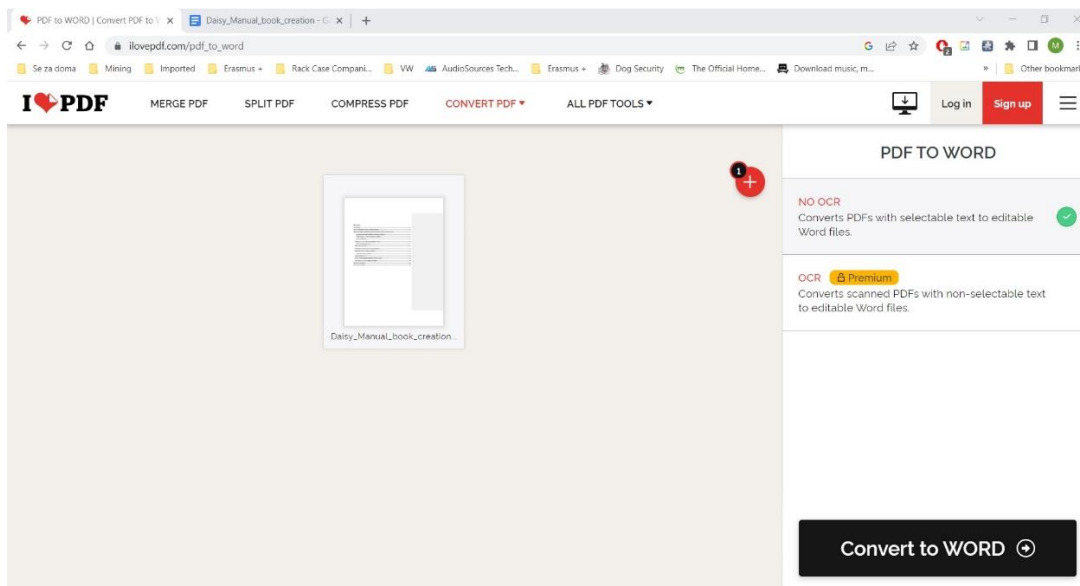 PDF to WORD | Convert PDF to W
Daisy_Manual_book_creation - G
ilovepdf.com/pdf_to_word
Se za doma Mining Imported Erasmus + Rack Case Compani... VW AudioSources Tech... Erasmus + Dog Security The Official Home... Download music, m... » Other bookmark
I PDF MERGE PDF SPLIT PDF COMPRESS PDF CONVERT PDF ALL PDF TOOLS Log in Sign up
1
Daisy_Manual_book_creation...
PDF TO WORD
NO OCR
Converts PDFs with selectable text to editable
Word files.
OCR Premium
Converts scanned PDFs with non-selectable text
to editable Word files.
Convert to WORD